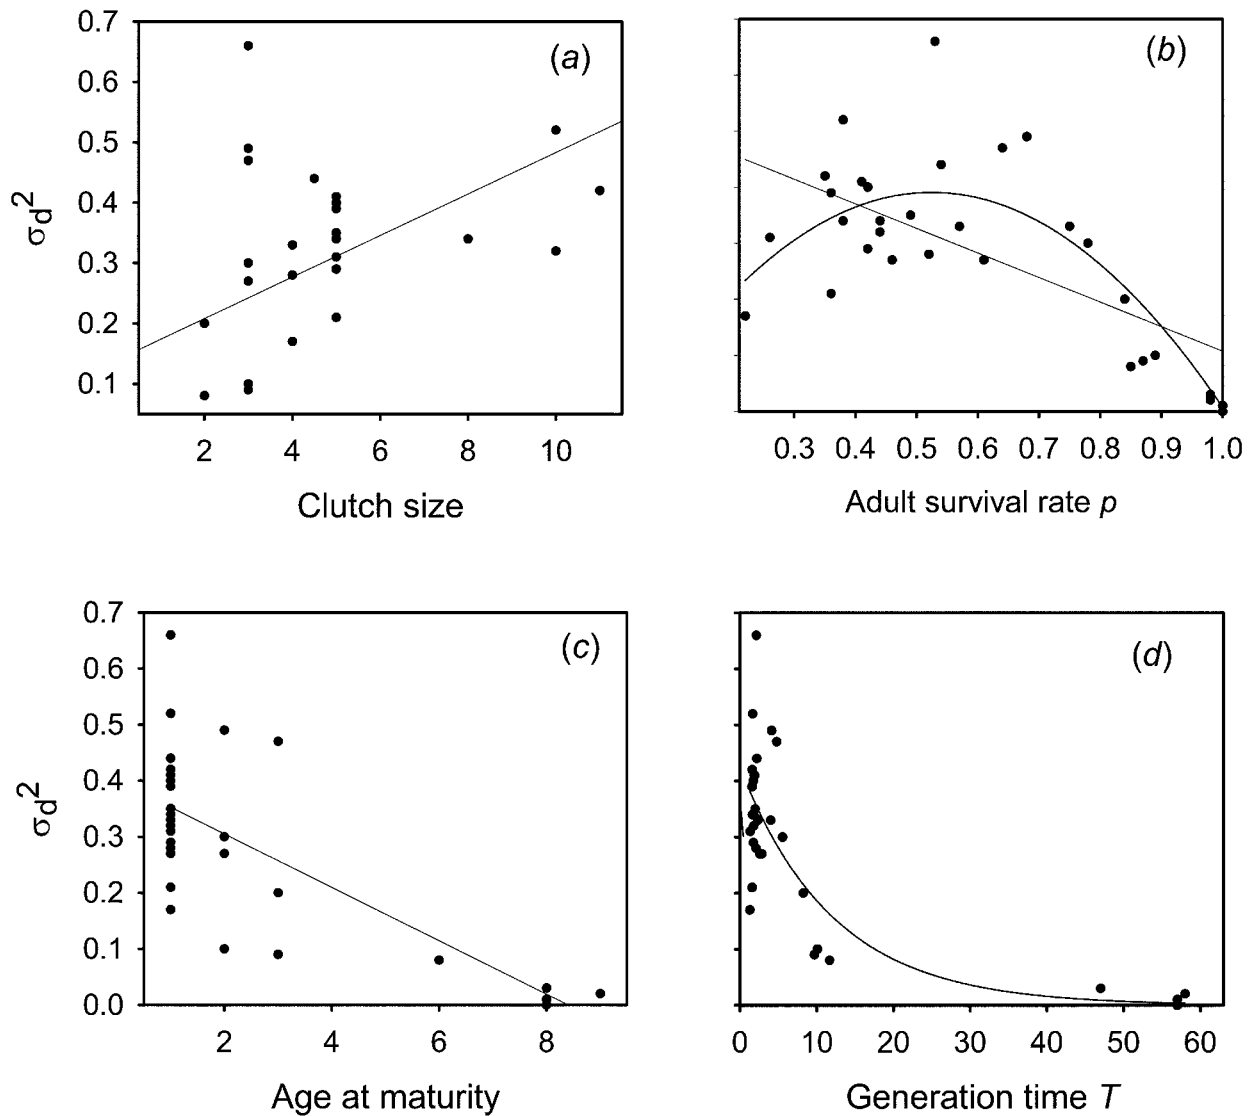 0.7
0.6
0.5
0.4
0.3
0.2
0.1
σd²
(a)
2 4 6 8 10
Clutch size
(b)
0.3 0.4 0.5 0.6 0.7 0.8 0.9 1.0
Adult survival rate p
0.7
0.6
0.5
0.4
0.3
0.2
0.1
0.0
σd²
(c)
2 4 6 8
Age at maturity
(d)
0 10 20 30 40 50 60
Generation time T